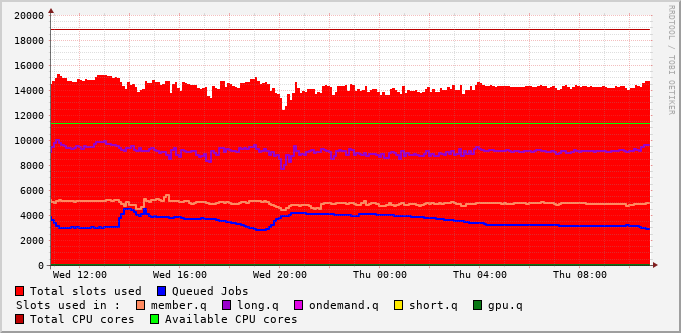 20000
18000
16000
14000
12000
10000
8000
6000
4000
2000
0
Wed 12:00 Wed 16:00 Wed 20:00 Thu 00:00 Thu 04:00 Thu 08:00
RRDTOOL / TOBI OETIKER
Total slots used Queued Jobs
Slots used in : member.q long.q ondemand.q short.q gpu.q
Total CPU cores Available CPU cores